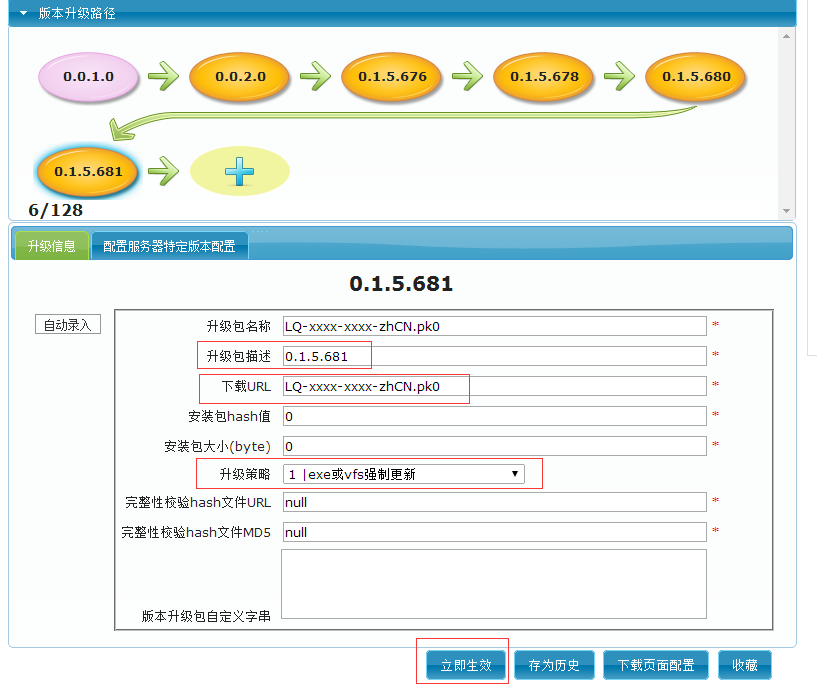 版本升级路径
0.0.1.0
0.0.2.0
0.1.5.676
0.1.5.678
0.1.5.680
0.1.5.681
6/128
升级信息
配置服务器特定版本配置
0.1.5.681
自动录入
升级包名称 LQ-xxxx-xxxx-zhCN.pk0 *
升级包描述 0.1.5.681 *
下载URL LQ-xxxx-xxxx-zhCN.pk0 *
安装包hash值 0 *
安装包大小(byte) 0 *
升级策略 1 |exe或vfs强制更新
完整性校验hash文件URL null *
完整性校验hash文件MD5 null *
版本升级包自定义字串
立即生效 存为历史 下载页面配置 收藏